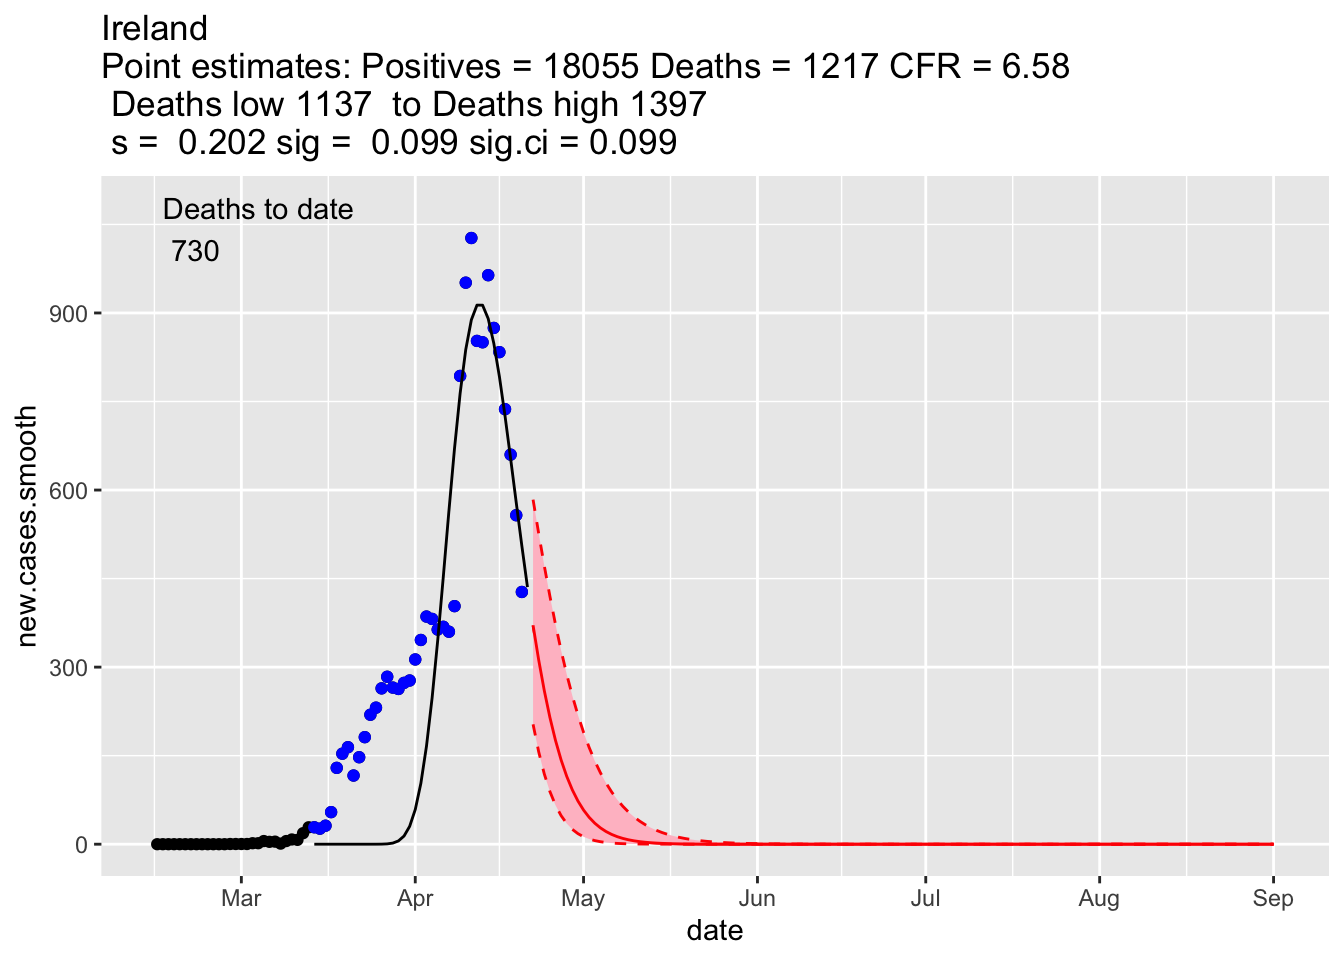 Ireland
Point estimates: Positives = 18055 Deaths = 1217 CFR = 6.58
Deaths low 1137  to Deaths high 1397
s =  0.202 sig =  0.099 sig.ci = 0.099
Deaths to date
730
900
600
300
0
new.cases.smooth
Mar Apr May Jun Jul Aug Sep
date